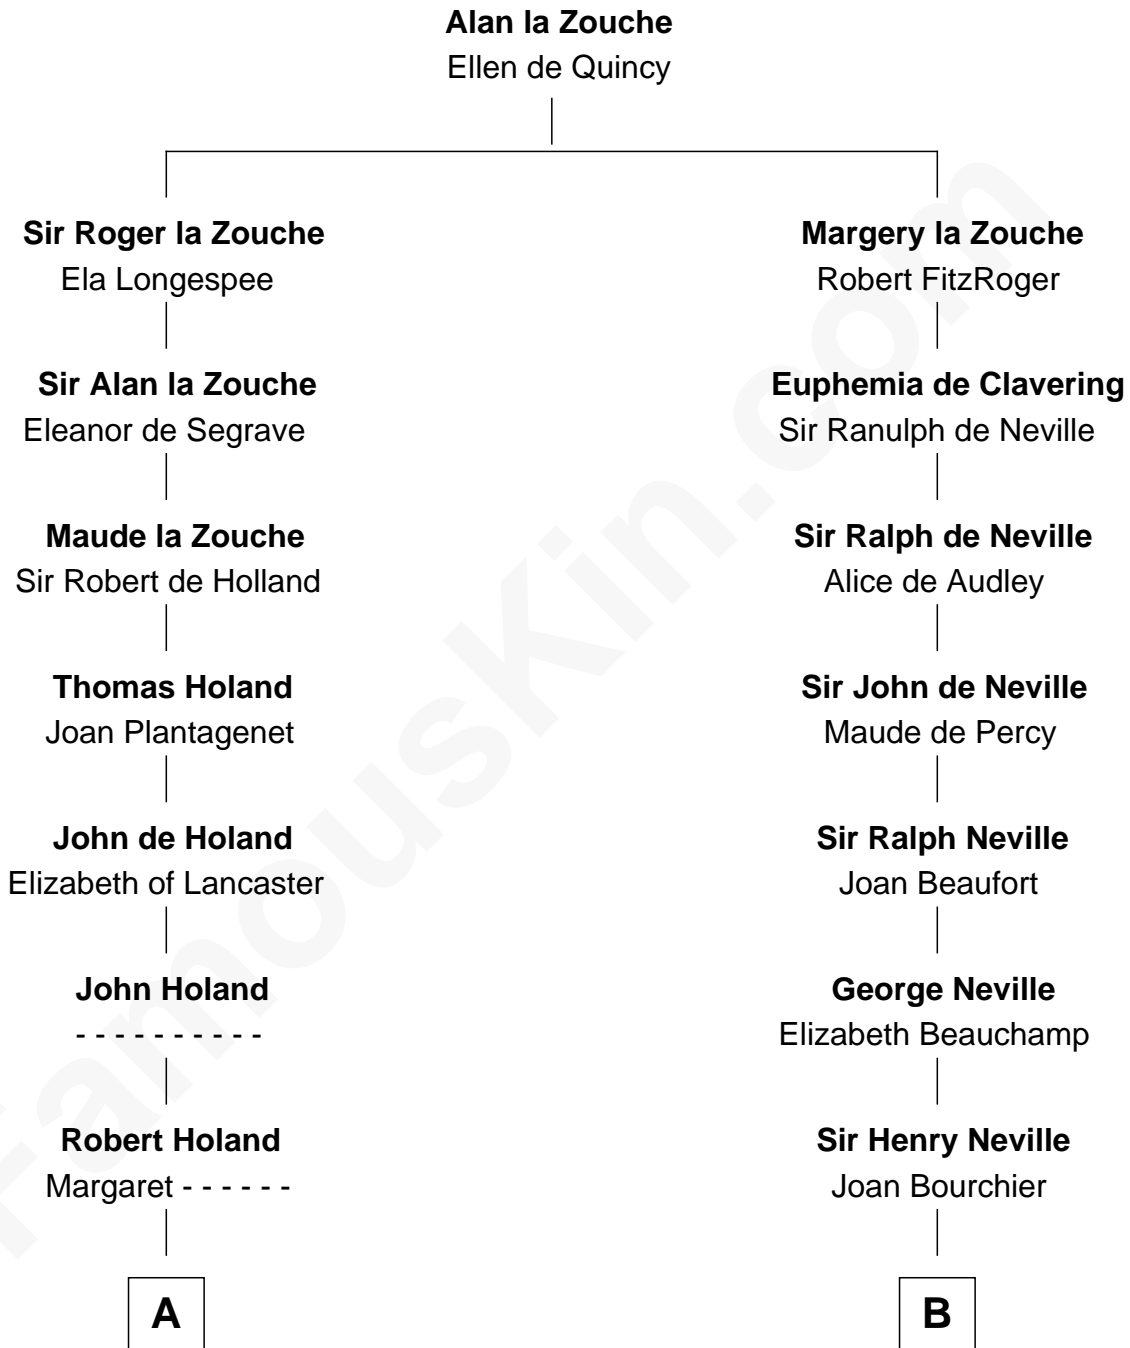 Alan la Zouche
Ellen de Quincy
Sir Roger la Zouche
Ela Longespee
Margery la Zouche
Robert FitzRoger
Sir Alan la Zouche
Eleanor de Segrave
Euphemia de Clavering
Sir Ranulph de Neville
Maude la Zouche
Sir Robert de Holland
Sir Ralph de Neville
Alice de Audley
Thomas Holand
Joan Plantagenet
Sir John de Neville
Maude de Percy
John de Holand
Elizabeth of Lancaster
Sir Ralph Neville
Joan Beaufort
John Holand
- - - - - - - - - -
George Neville
Elizabeth Beauchamp
Robert Holand
Margaret - - - - - -
Sir Henry Neville
Joan Bourchier
A
B
FamousKin.com